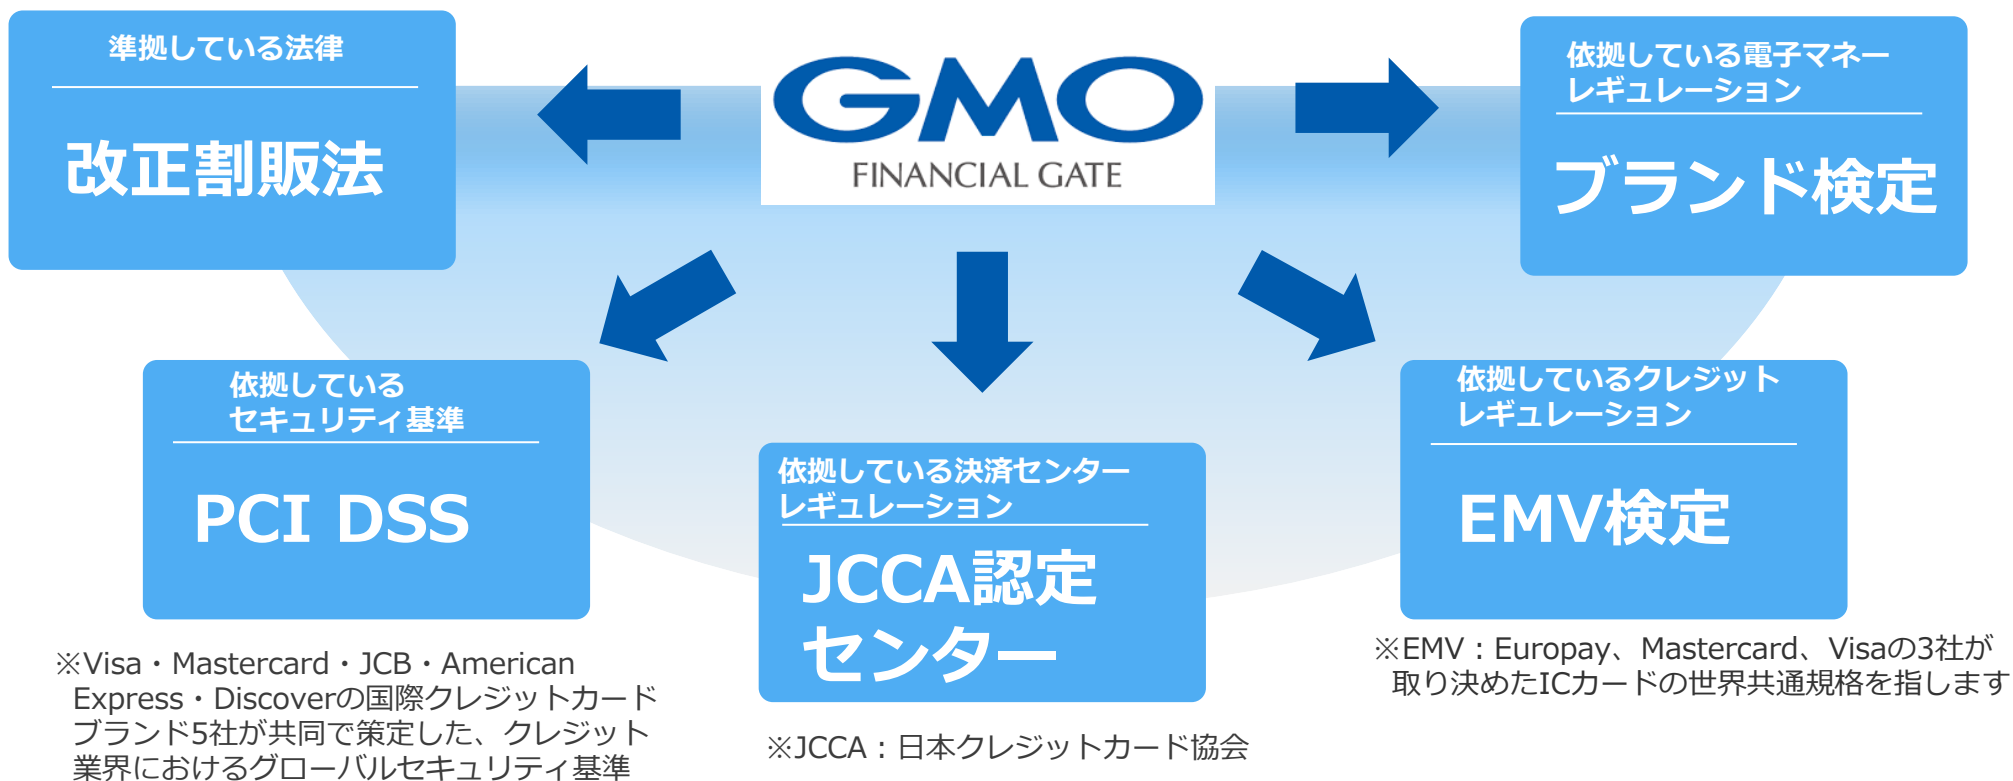 準拠している法律
改正割販法
GMO
FINANCIAL GATE
依拠している電子マネー
レギュレーション
ブランド検定
依拠している
セキュリティ基準
PCI DSS
※Visa・Mastercard・JCB・American
Express・Discoverの国際クレジットカード
ブランド5社が共同で策定した、クレジット
業界におけるグローバルセキュリティ基準
依拠している決済センター
レギュレーション
JCCA認定
センター
※JCCA：日本クレジットカード協会
依拠しているクレジット
レギュレーション
EMV検定
※EMV：Europay、Mastercard、Visaの3社が
取り決めたICカードの世界共通規格を指します